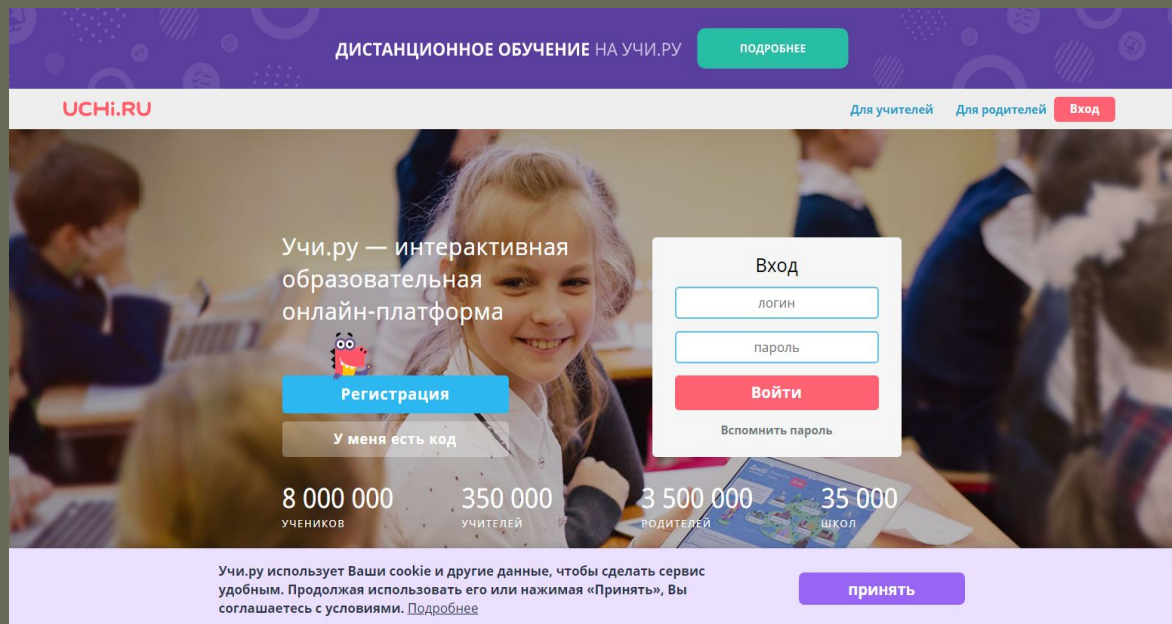 ДИСТАНЦИОННОЕ ОБУЧЕНИЕ НА УЧИ.РУ
ПОДРОБНЕЕ
UCHi.RU
Для учителей
Для родителей
Вход
Учи.ру — интерактивная
образовательная
онлайн-платформа
Регистрация
У меня есть код
Вход
логин
пароль
Войти
Вспомнить пароль
8 000 000
УЧЕНИКОВ
350 000
УЧИТЕЛЕЙ
3 500 000
РОДИТЕЛЕЙ
35 000
ШКОЛ
Учи.ру использует Ваши cookie и другие данные, чтобы сделать сервис
удобным. Продолжая использовать его или нажимая «Принять», Вы
соглашаетесь с условиями. Подробнее
принять